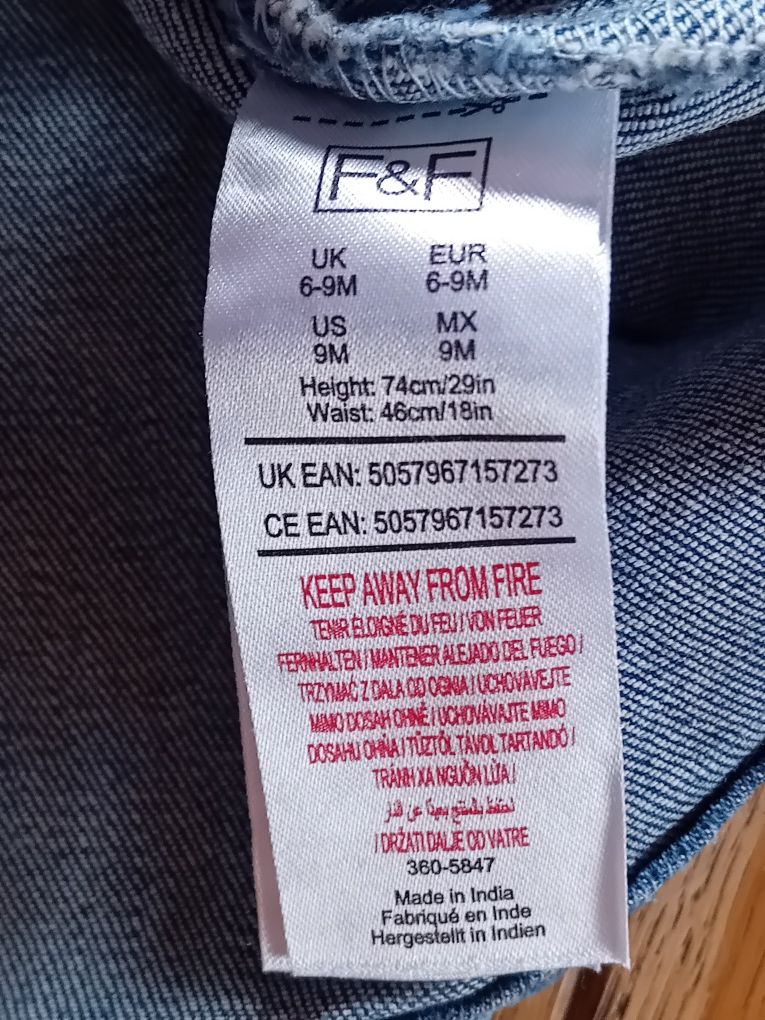 F&F
UK EUR
6-9M 6-9M
US MX
9M 9M
Height: 74cm/29in
Waist: 46cm/18in
UK EAN: 5057967157273
CE EAN: 5057967157273
KEEP AWAY FROM FIRE
TENIR ÉLOIGNÉ DU FEU / VON FEUER
FERNHALTEN / MANTENER ALEJADO DEL FUEGO /
TRZYMAĆ Z DALA OD OGNIA / UCHOVÁVEJTE
MIMO DOSAH OHNĚ / UCHOVÁVAJTE MIMO
DOSAHU OHŇA / TŰZTŐL TÁVOL TARTANDÓ /
TRÁNH XA NGUỒN LỬA /
بعيدًا عن
/ DRŽATI DALJE OD VATRE
360-5847
Made in India
Fabriqué en Inde
Hergestellt in Indien